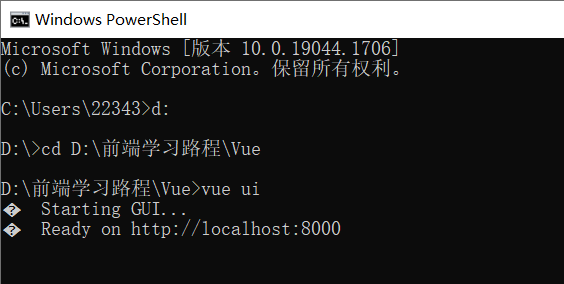 Windows PowerShell
Microsoft Windows [版本 10.0.19044.1706]
(c) Microsoft Corporation。保留所有权利。
C:\Users\22343>d:
D:\>cd D:\前端学习路程\Vue
D:\前端学习路程\Vue>vue ui
�  Starting GUI...
�  Ready on http://localhost:8000